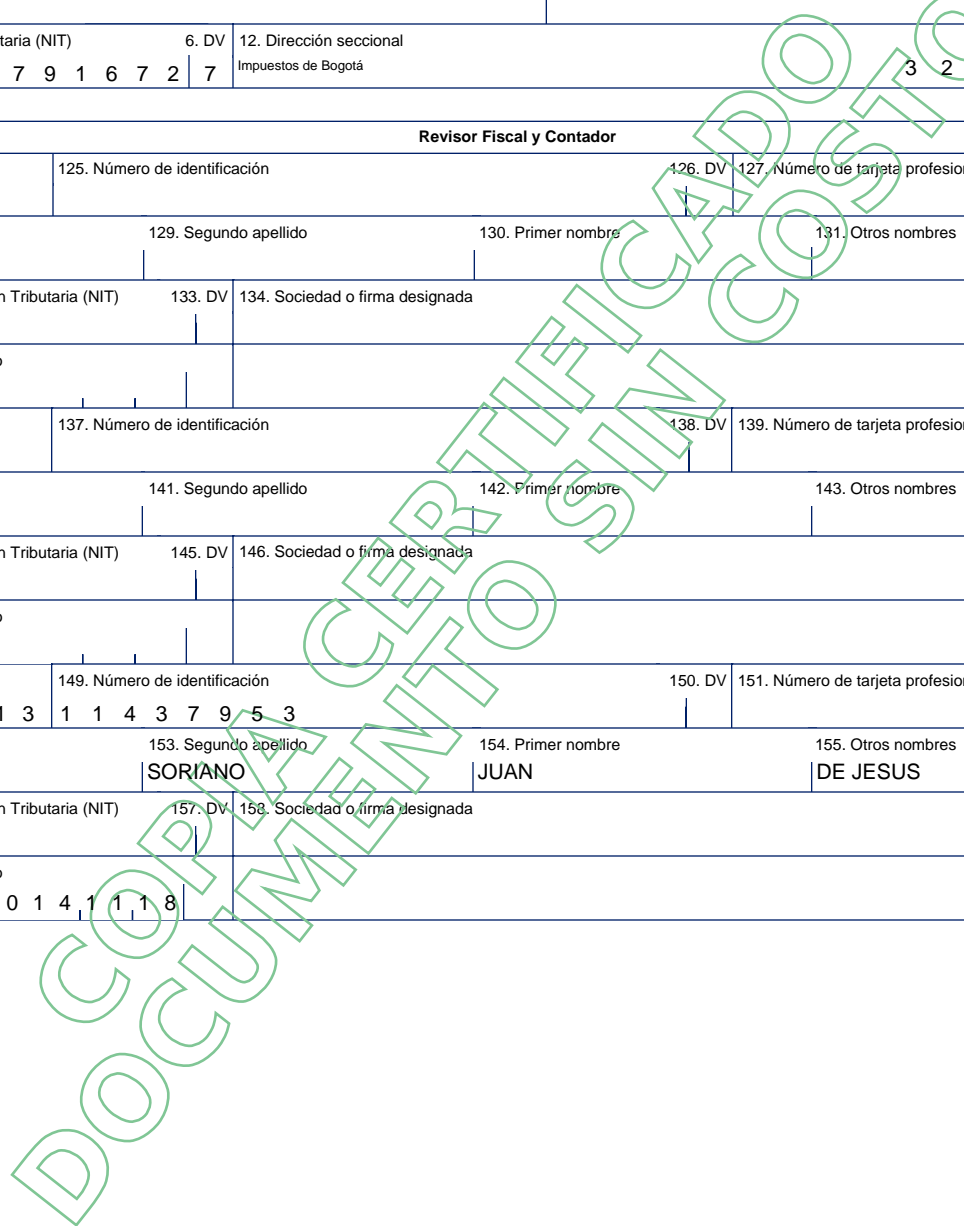 taria (NIT) 6. DV 12. Dirección seccional
7 9 1 6 7 2 7 Impuestos de Bogotá 3 2
Revisor Fiscal y Contador
125. Número de identificación 126. DV 127. Número de tarjeta profesion
129. Segundo apellido 130. Primer nombre 131. Otros nombres
n Tributaria (NIT) 133. DV 134. Sociedad o firma designada
o
137. Número de identificación 138. DV 139. Número de tarjeta profesion
141. Segundo apellido 142. Primer nombre 143. Otros nombres
n Tributaria (NIT) 145. DV 146. Sociedad o firma designada
o
149. Número de identificación 150. DV 151. Número de tarjeta profesion
1 3 1 1 4 3 7 9 5 3
153. Segundo apellido 154. Primer nombre 155. Otros nombres
SORIANO JUAN DE JESUS
n Tributaria (NIT) 157. DV 158. Sociedad o firma designada
o
0 1 4 1 1 1 8
COPIA CERTIFICADO
DOCUMENTO SIN COSTO